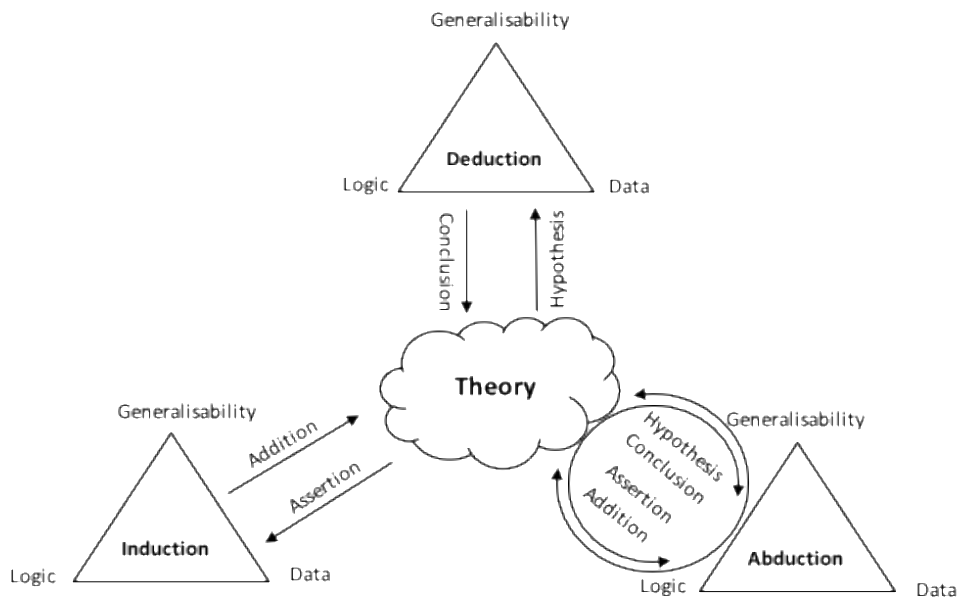 Generalisability
Deduction
Logic
Data
Conclusion
Hypothesis
Theory
Generalisability
Addition
Assertion
Induction
Logic
Data
Hypothesis
Conclusion
Assertion
Addition
Generalisability
Abduction
Logic
Data